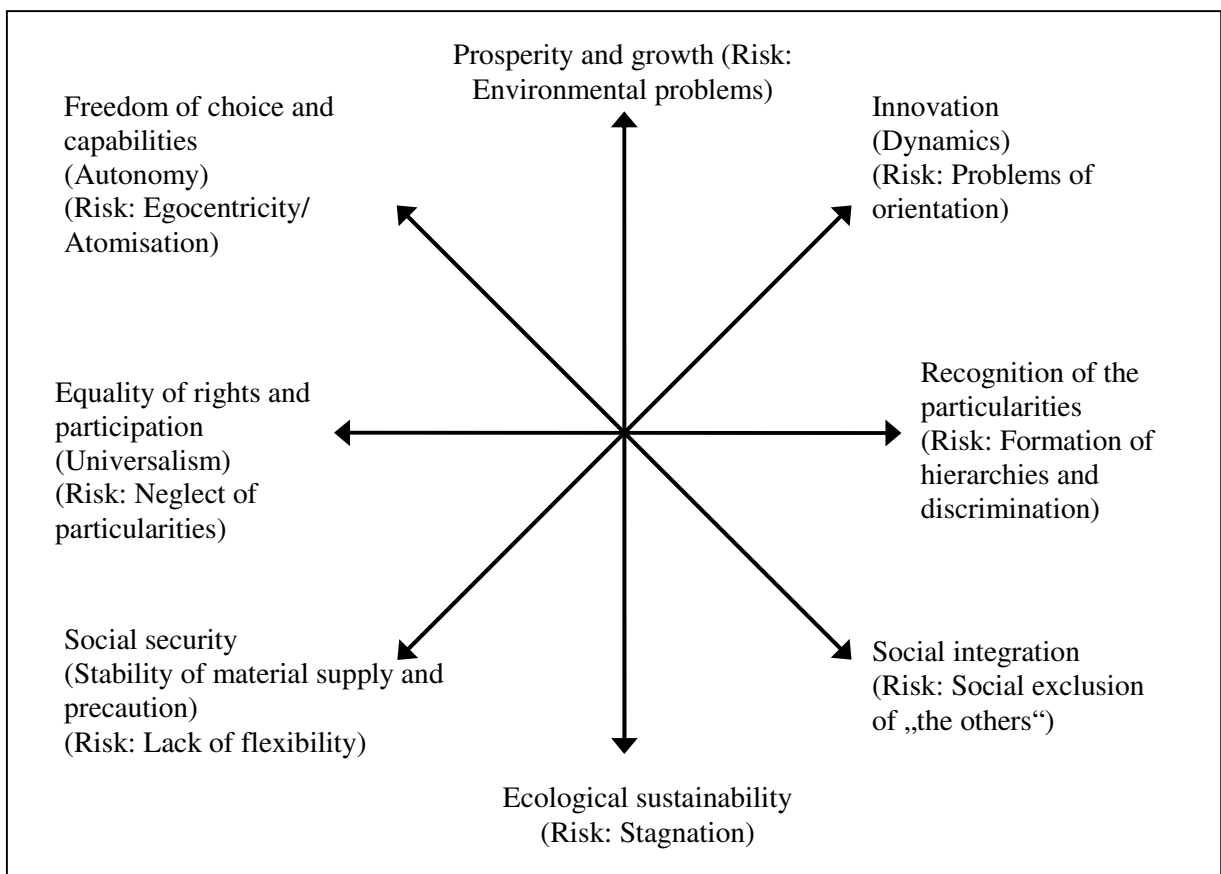 Prosperity and growth (Risk:
Environmental problems)
Freedom of choice and
capabilities
(Autonomy)
(Risk: Egocentricity/
Atomisation)
Innovation
(Dynamics)
(Risk: Problems of
orientation)
Equality of rights and
participation
(Universalism)
(Risk: Neglect of
particularities)
Recognition of the
particularities
(Risk: Formation of
hierarchies and
discrimination)
Social security
(Stability of material supply and
precaution)
(Risk: Lack of flexibility)
Social integration
(Risk: Social exclusion
of „the others“)
Ecological sustainability
(Risk: Stagnation)